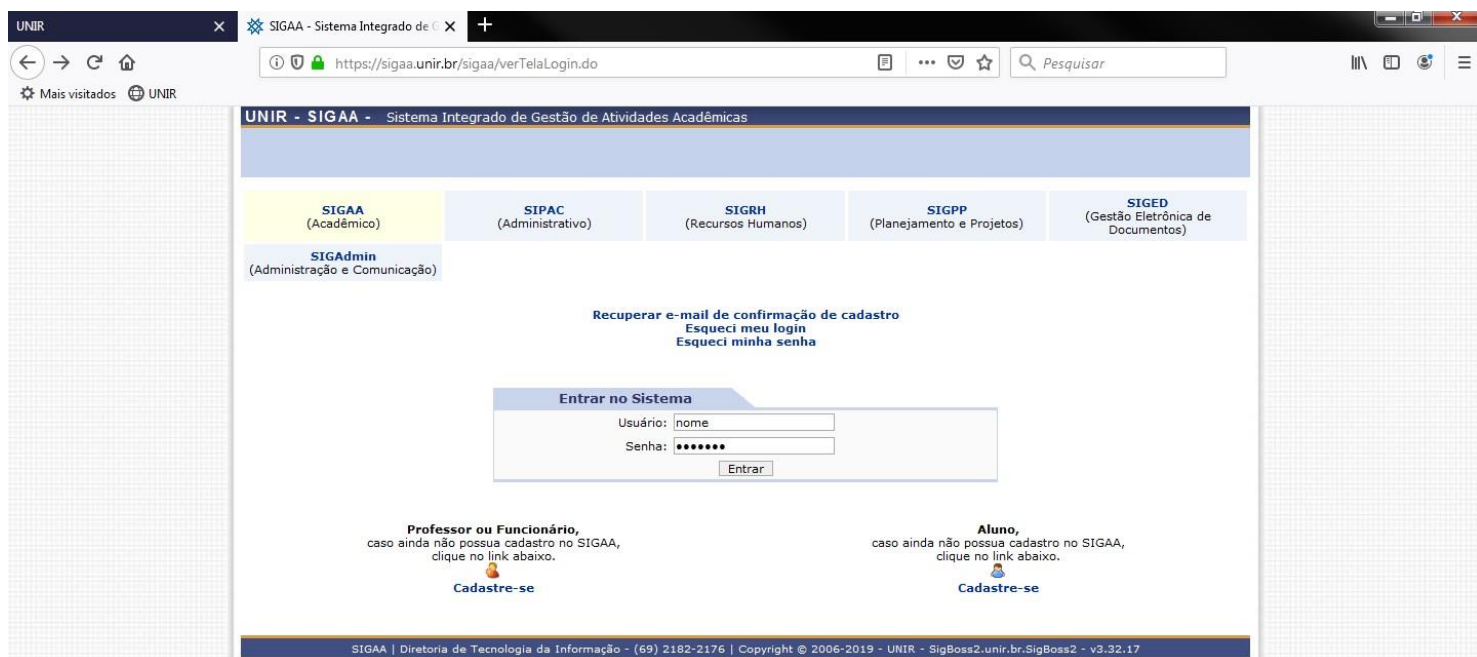 UNIR
SIGAA - Sistema Integrado de G
https://sigaa.unir.br/sigaa/verTelaLogin.do
Pesquisar
Mais visitados UNIR
UNIR - SIGAA - Sistema Integrado de Gestão de Atividades Acadêmicas
SIGAA
(Acadêmico)
SIPAC
(Administrativo)
SIGRH
(Recursos Humanos)
SIGPP
(Planejamento e Projetos)
SIGED
(Gestão Eletrônica de
Documentos)
SIGAdmin
(Administração e Comunicação)
Recuperar e-mail de confirmação de cadastro
Esqueci meu login
Esqueci minha senha
Entrar no Sistema
Usuário: nome
Senha: •••••••
Entrar
Professor ou Funcionário,
caso ainda não possua cadastro no SIGAA,
clique no link abaixo.
Cadastre-se
Aluno,
caso ainda não possua cadastro no SIGAA,
clique no link abaixo.
Cadastre-se
SIGAA | Diretoria de Tecnologia da Informação - (69) 2182-2176 | Copyright © 2006-2019 - UNIR - SigBoss2.unir.br.SigBoss2 - v3.32.17